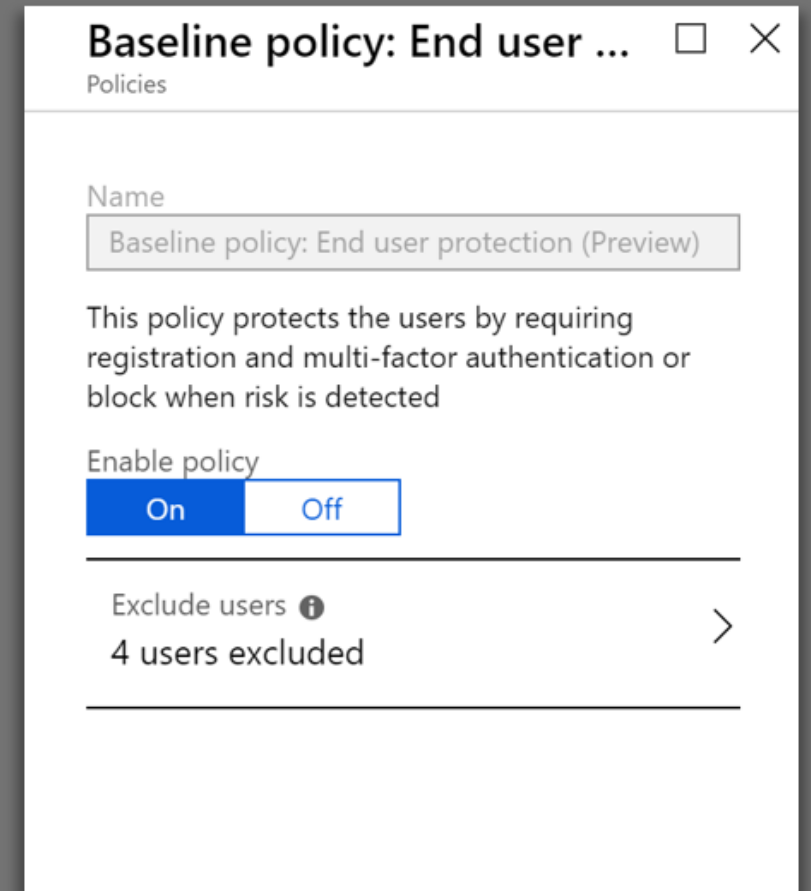 Baseline policy: End user ...
Policies
Name
Baseline policy: End user protection (Preview)
This policy protects the users by requiring
registration and multi-factor authentication or
block when risk is detected
Enable policy
On Off
Exclude users
4 users excluded